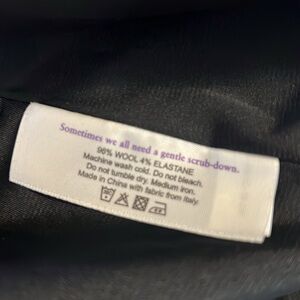 Sometimes we all need a gentle scrub-down.
96% WOOL 4% ELASTANE
Machine wash cold. Do not bleach.
Do not tumble dry. Medium iron.
Made in China with fabric from Italy.